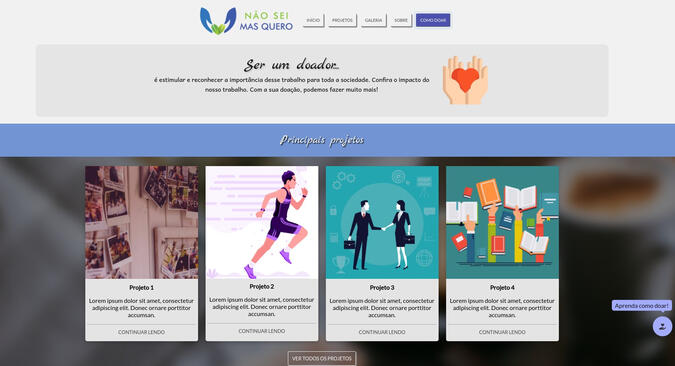 NÃO SEI
MAS QUERO
INÍCIO
PROJETOS
GALERIA
SOBRE
COMO DOAR
Ser um doador...
é estimular e reconhecer a importância desse trabalho para toda a sociedade. Confira o impacto do
nosso trabalho. Com a sua doação, podemos fazer muito mais!
Principais projetos
Projeto 1
Lorem ipsum dolor sit amet, consectetur
adipiscing elit. Donec ornare porttitor
accumsan.
CONTINUAR LENDO
Projeto 2
Lorem ipsum dolor sit amet, consectetur
adipiscing elit. Donec ornare porttitor
accumsan.
CONTINUAR LENDO
Projeto 3
Lorem ipsum dolor sit amet, consectetur
adipiscing elit. Donec ornare porttitor
accumsan.
CONTINUAR LENDO
Projeto 4
Lorem ipsum dolor sit amet, consectetur
adipiscing elit. Donec ornare porttitor
accumsan.
CONTINUAR LENDO
Aprenda como doar!
VER TODOS OS PROJETOS